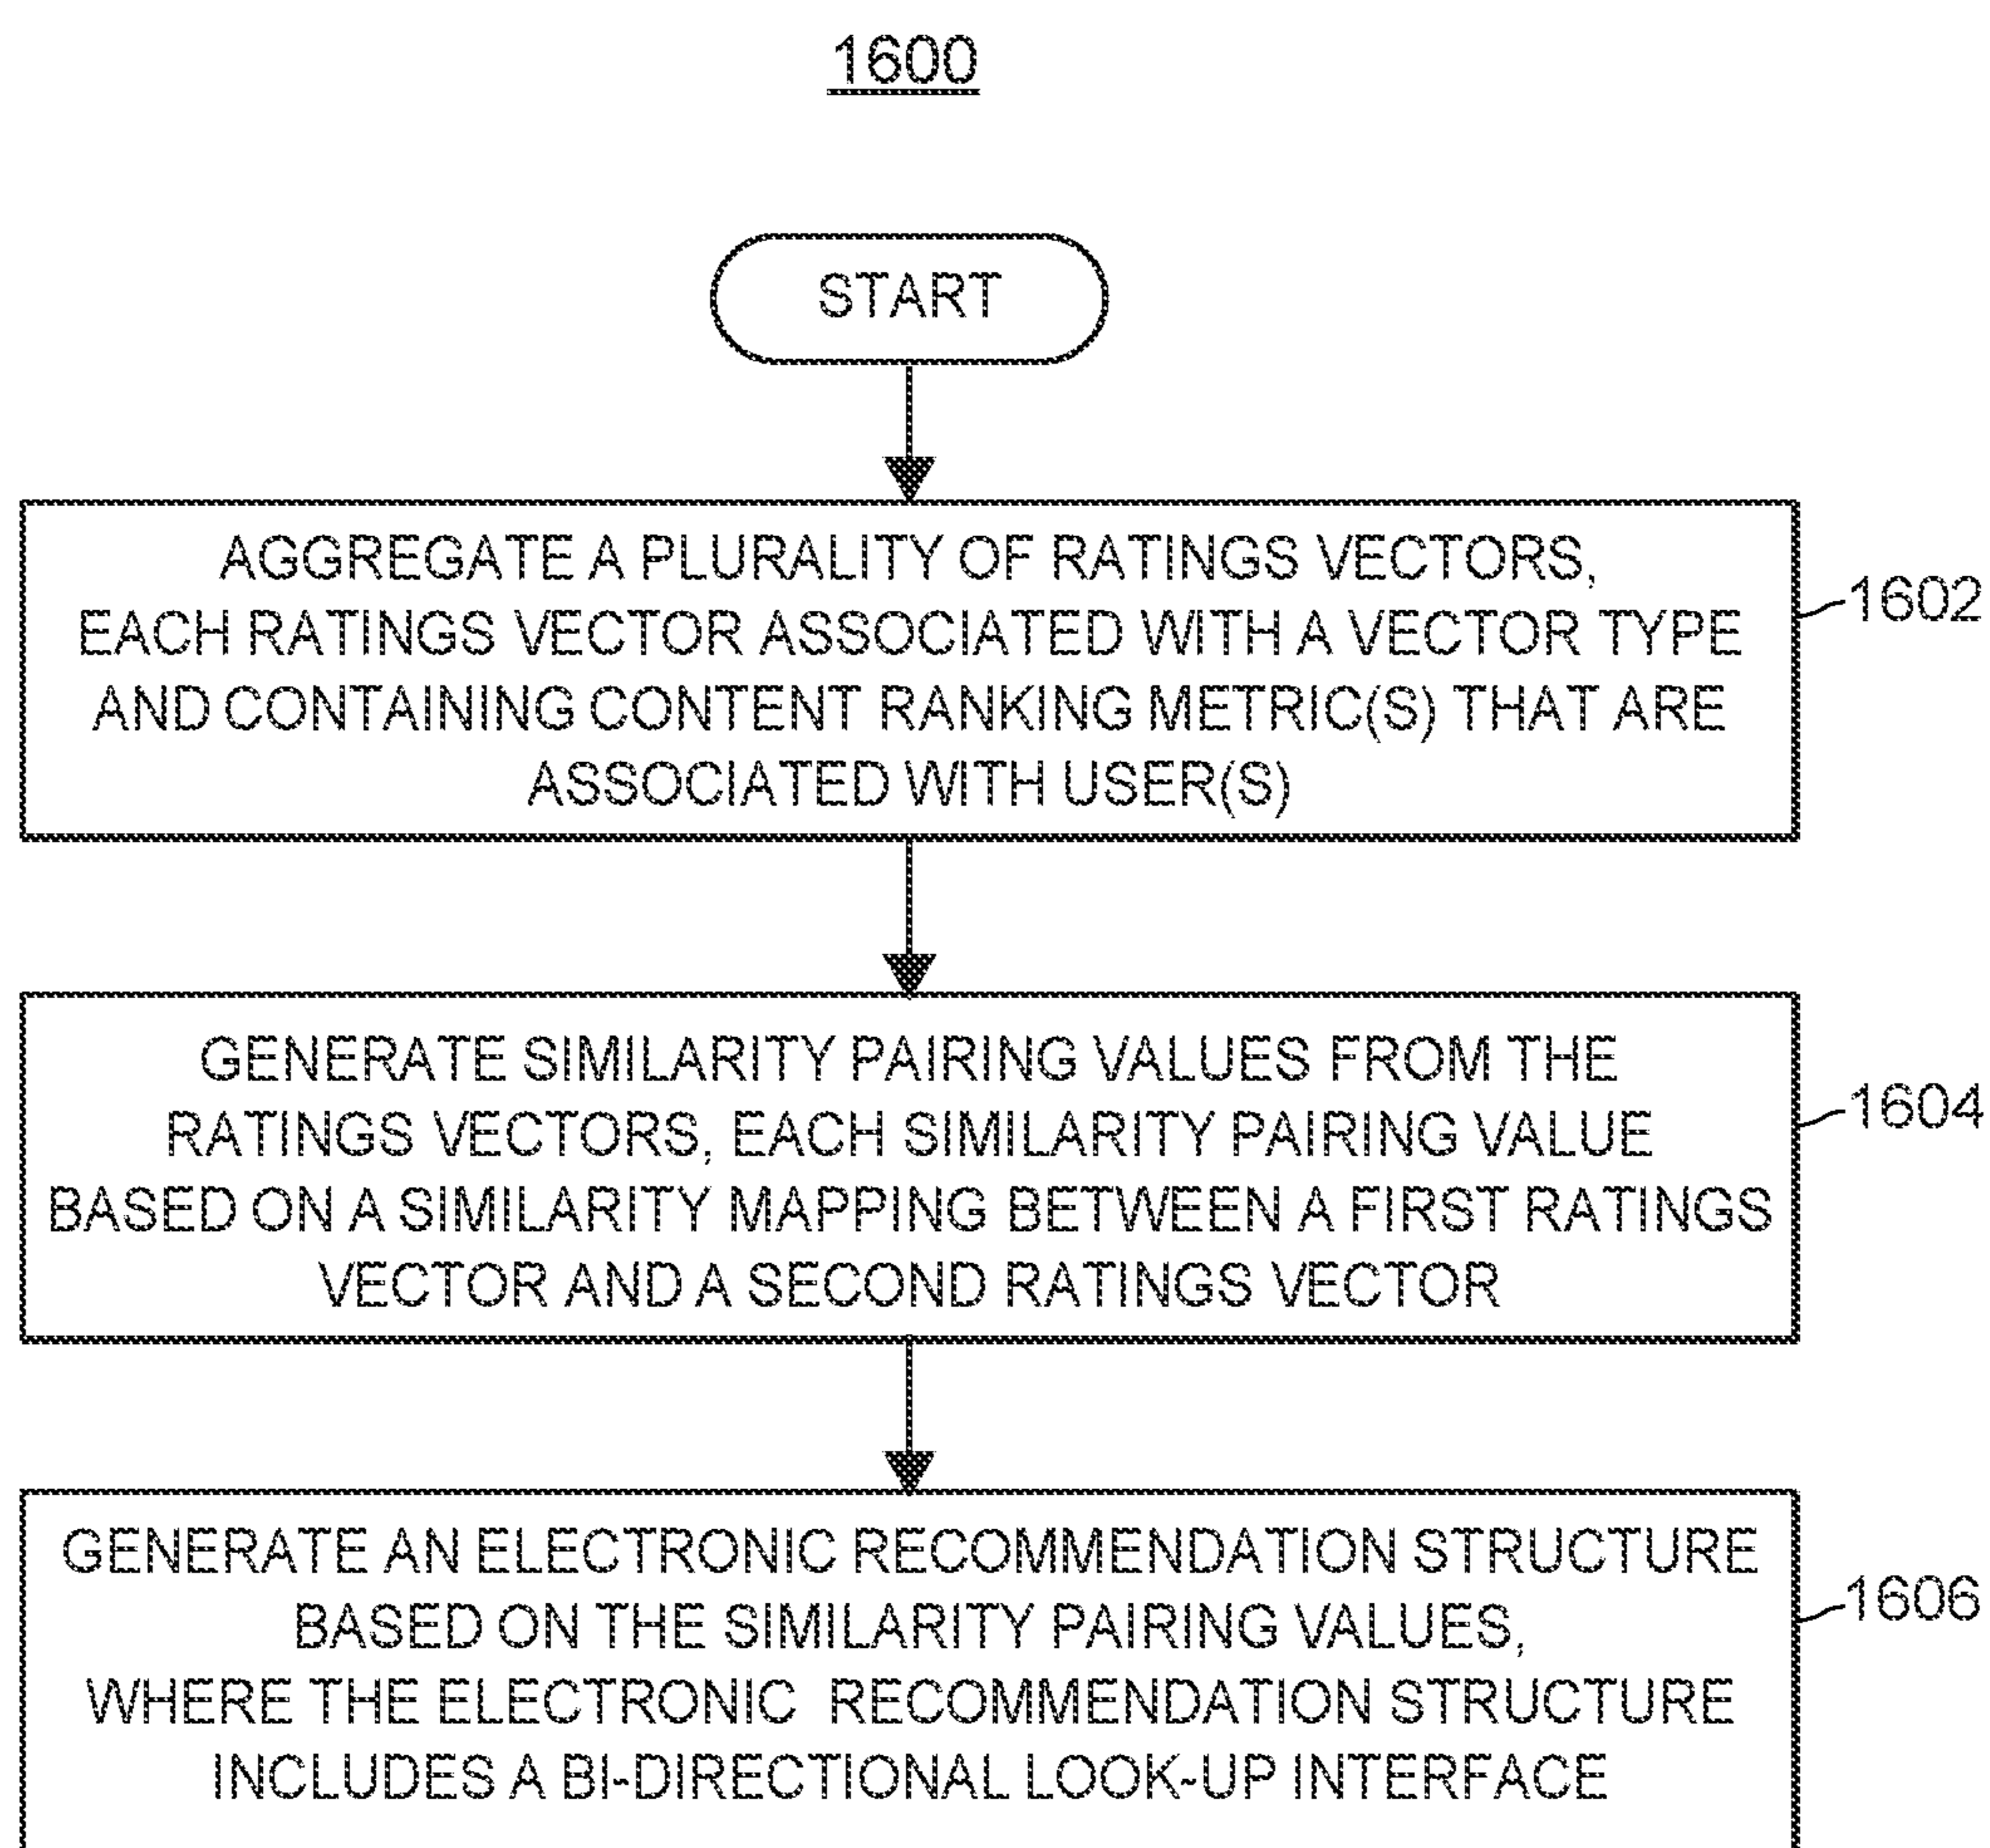 1600
START
AGGREGATE A PLURALITY OF RATINGS VECTORS,
EACH RATINGS VECTOR ASSOCIATED WITH A VECTOR TYPE
AND CONTAINING CONTENT RANKING METRIC(S) THAT ARE
ASSOCIATED WITH USER(S)
1602
GENERATE SIMILARITY PAIRING VALUES FROM THE
RATINGS VECTORS, EACH SIMILARITY PAIRING VALUE
BASED ON A SIMILARITY MAPPING BETWEEN A FIRST RATINGS
VECTOR AND A SECOND RATINGS VECTOR
1604
GENERATE AN ELECTRONIC RECOMMENDATION STRUCTURE
BASED ON THE SIMILARITY PAIRING VALUES,
WHERE THE ELECTRONIC RECOMMENDATION STRUCTURE
INCLUDES A BI-DIRECTIONAL LOOK-UP INTERFACE
1606